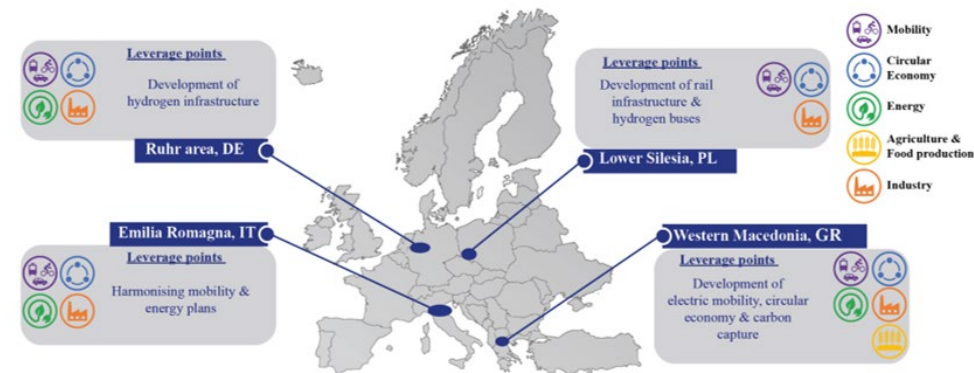 Leverage points
Development of
hydrogen infrastructure
Ruhr area, DE
Leverage points
Development of rail
infrastructure &
hydrogen buses
Lower Silesia, PL
Mobility
Circular
Economy
Energy
Agriculture &
Food production
Industry
Emilia Romagna, IT
Leverage points
Harmonising mobility &
energy plans
Western Macedonia, GR
Leverage points
Development of
electric mobility, circular
economy & carbon
capture